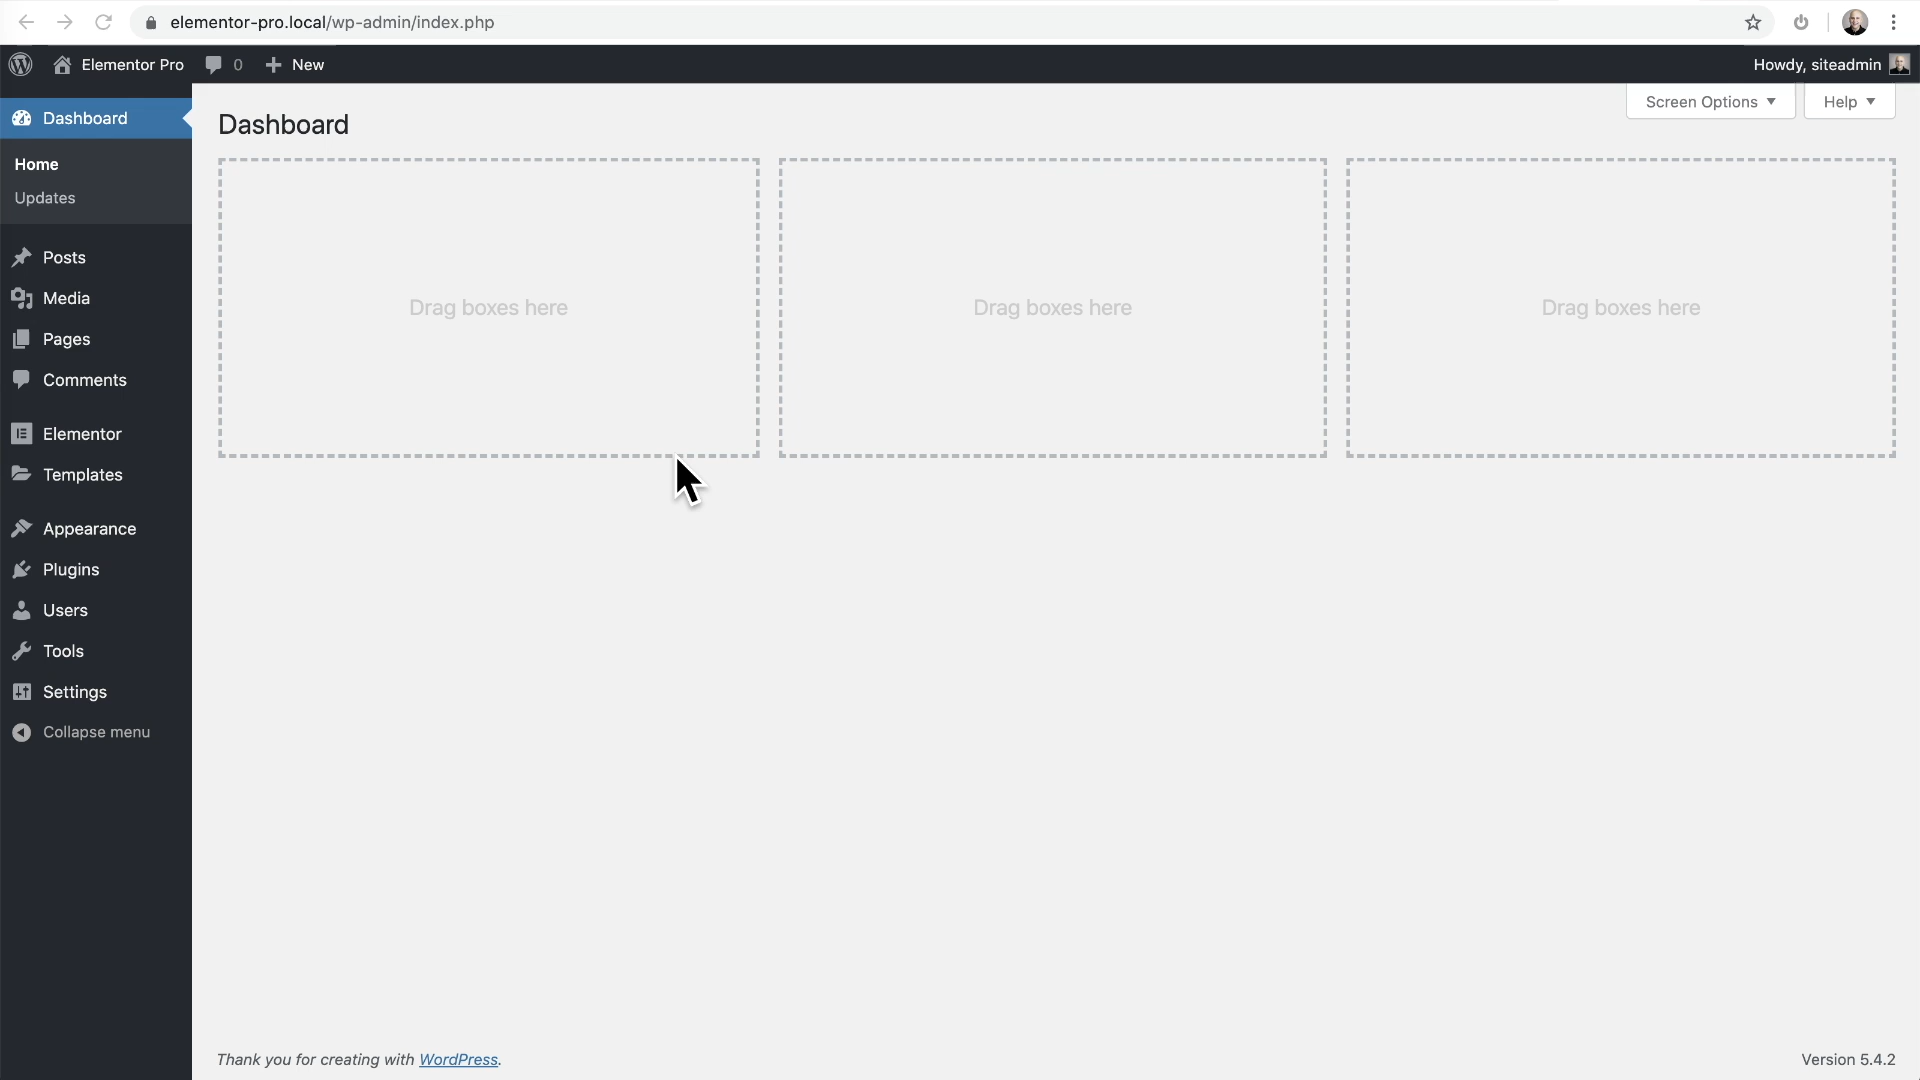 elementor-pro.local/wp-admin/index.php
Elementor Pro
0
New
Howdy, siteadmin
Dashboard
Home
Updates
Posts
Media
Pages
Comments
Elementor
Templates
Appearance
Plugins
Users
Tools
Settings
Collapse menu
Screen Options
Help
Dashboard
Drag boxes here
Drag boxes here
Drag boxes here
Thank you for creating with WordPress.
Version 5.4.2